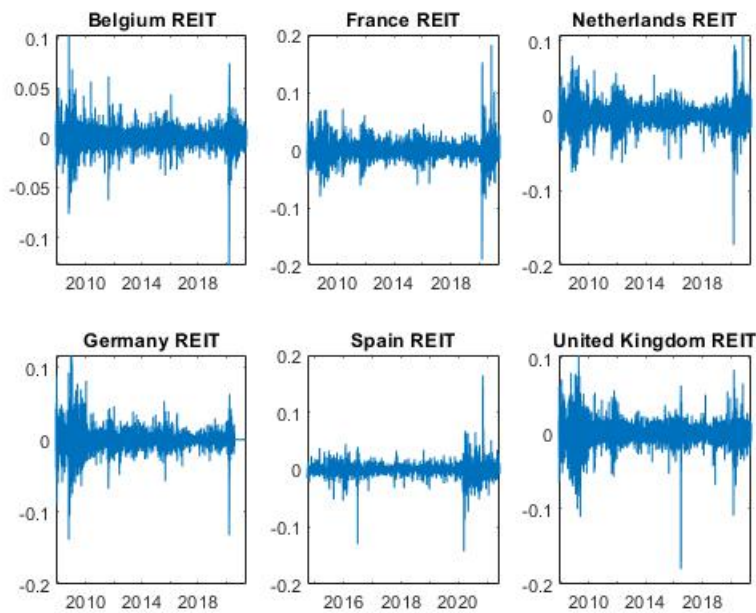 Belgium REIT
0.1
0.05
0
-0.05
-0.1
2010 2014 2018
France REIT
0.2
0.1
0
-0.1
-0.2
2010 2014 2018
Netherlands REIT
0.1
0
-0.1
-0.2
2010 2014 2018
Germany REIT
0.1
0
-0.1
-0.2
2010 2014 2018
Spain REIT
0.2
0.1
0
-0.1
-0.2
2016 2018 2020
United Kingdom REIT
0.1
0
-0.1
-0.2
2010 2014 2018